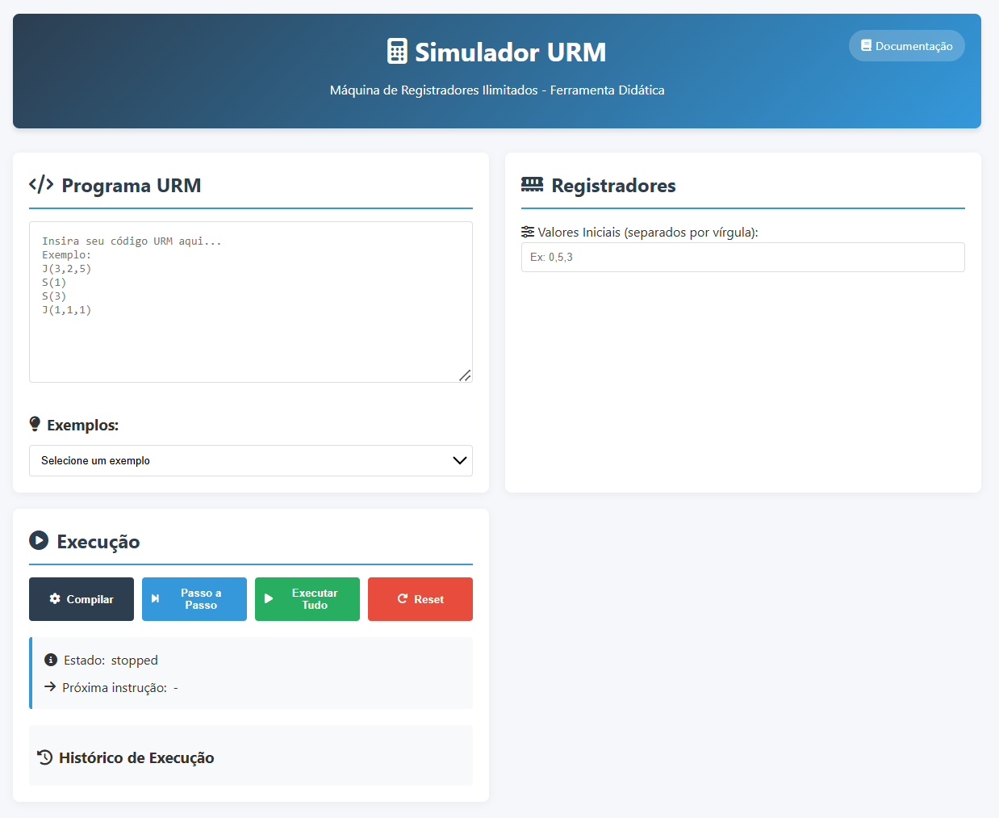 Simulador URM
Documentação
Máquina de Registradores Ilimitados - Ferramenta Didática
Programa URM
Insira seu código URM aqui...
Exemplo:
J(3,2,5)
S(1)
S(3)
J(1,1,1)
Exemplos:
Selecione um exemplo
Registradores
Valores Iniciais (separados por vírgula):
Ex: 0,5,3
Execução
Compilar
Passo a
Passo
Executar
Tudo
Reset
Estado: stopped
Próxima instrução: -
Histórico de Execução